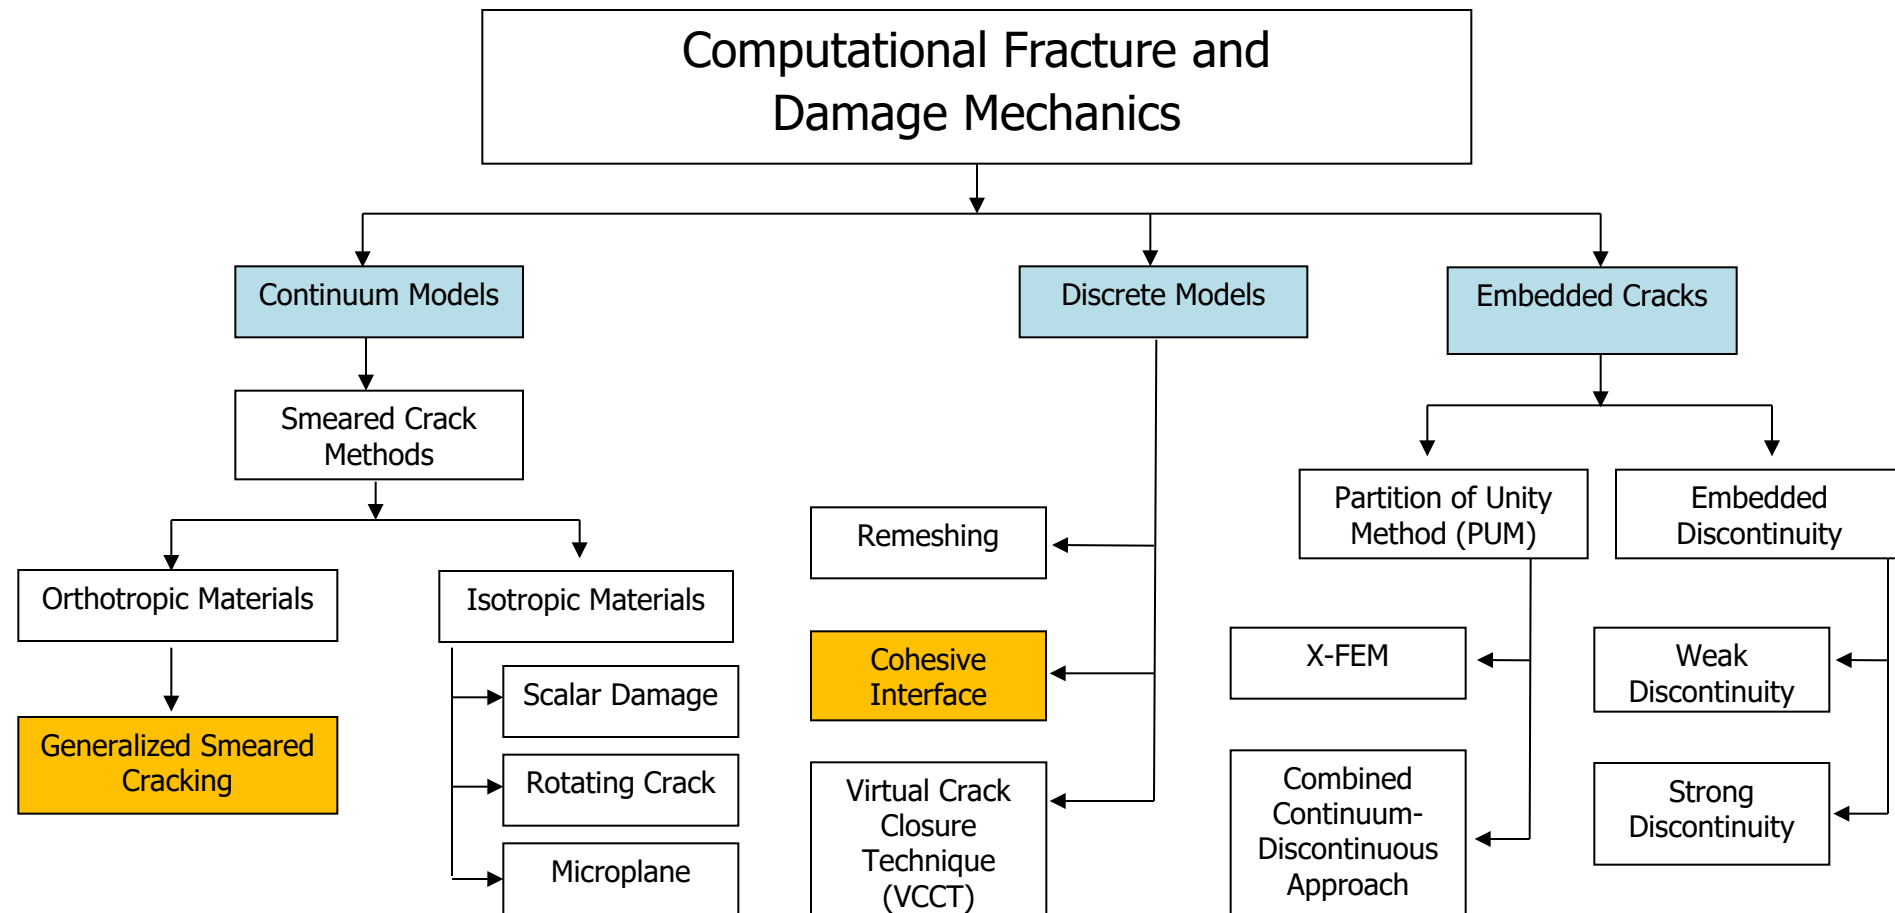 Computational Fracture and
Damage Mechanics
Continuum Models
Discrete Models
Embedded Cracks
Smeared Crack
Methods
Partition of Unity
Method (PUM)
Embedded
Discontinuity
Remeshing
Orthotropic Materials
Isotropic Materials
Cohesive
Interface
X-FEM
Weak
Discontinuity
Scalar Damage
Generalized Smeared
Cracking
Rotating Crack
Virtual Crack
Closure
Technique
(VCCT)
Combined
Continuum-
Discontinuous
Approach
Strong
Discontinuity
Microplane